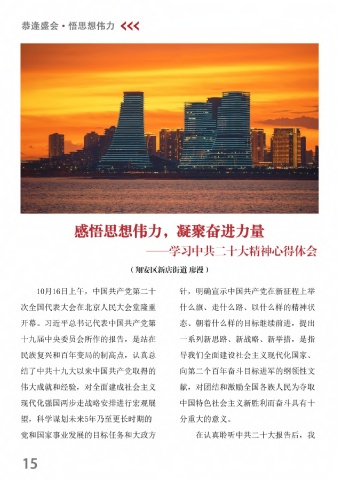 恭逢盛会·悟思想伟力
感悟思想伟力，凝聚奋进力量
——学习中共二十大精神心得体会
（翔安区新店街道 廖漫）
10月16日上午，中国共产党第二十
次全国代表大会在北京人民大会堂隆重
开幕。习近平总书记代表中国共产党第
十九届中央委员会所作的报告，是站在
民族复兴和百年变局的制高点，认真总
结了中共十九大以来中国共产党取得的
伟大成就和经验，对全面建成社会主义
现代化强国两步走战略安排进行宏观展
望，科学谋划未来5年乃至更长时期的
党和国家事业发展的目标任务和大政方
针，明确宣示中国共产党在新征程上举
什么旗、走什么路、以什么样的精神状
态、朝着什么样的目标继续前进，提出
一系列新思路、新战略、新举措，是指
导我们全面建设社会主义现代化国家、
向第二个百年奋斗目标进军的纲领性文
献，对团结和激励全国各族人民为夺取
中国特色社会主义新胜利而奋斗具有十
分重大的意义。
在认真聆听中共二十大报告后，我
15